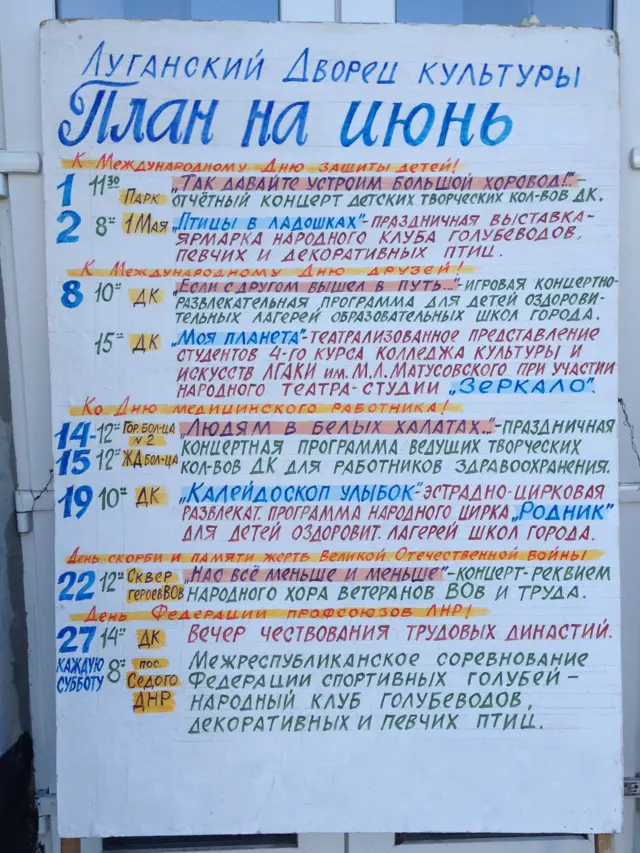 Луганский Дворец культуры
План на июнь
К Международному Дню защиты детей!
1 11³⁰ Парк „Так давайте устроим большой хоровод!..”-
отчётный концерт детских творческих кол-вов ДК.
2 8⁰⁰ 1 Мая „Птицы в ладошках”-праздничная выставка-
ярмарка народного клуба голубеводов,
певчих и декоративных птиц.
К Международному Дню друзей!
8 10⁰⁰ ДК „Если с другом вышел в путь...”-игровая концертно-
развлекательная программа для детей оздорови-
тельных лагерей образовательных школ города.
15⁰⁰ ДК „Моя планета”-театрализованное представление
студентов 4-го курса колледжа культуры и
искусств ЛГАКИ им. М.Л. Матусовского при участии
народного театра-студии „Зеркало”.
Ко Дню медицинского работника!
14- 12⁰⁰ Гор.бол-ца №2 „Людям в белых халатах...”-праздничная
15 12⁰⁰ ЖД бол-ца концертная программа ведущих творческих
кол-вов ДК для работников здравоохранения.
19 10⁰⁰ ДК „Калейдоскоп улыбок”-эстрадно-цирковая
развлекат. программа народного цирка „Родник”
для детей оздоровит. лагерей школ города.
День скорби и памяти жертв Великой Отечественной войны
22 12⁰⁰ Сквер героев ВОв „Нас всё меньше и меньше”-концерт-реквием
народного хора ветеранов ВОв и труда.
День Федерации профсоюзов ЛНР!
27 14⁰⁰ ДК Вечер чествования трудовых династий.
Каждую субботу 8⁰⁰ пос. Седого ДНР Межреспубликанское соревнование
Федерации спортивных голубей-
народный клуб голубеводов,
декоративных и певчих птиц.